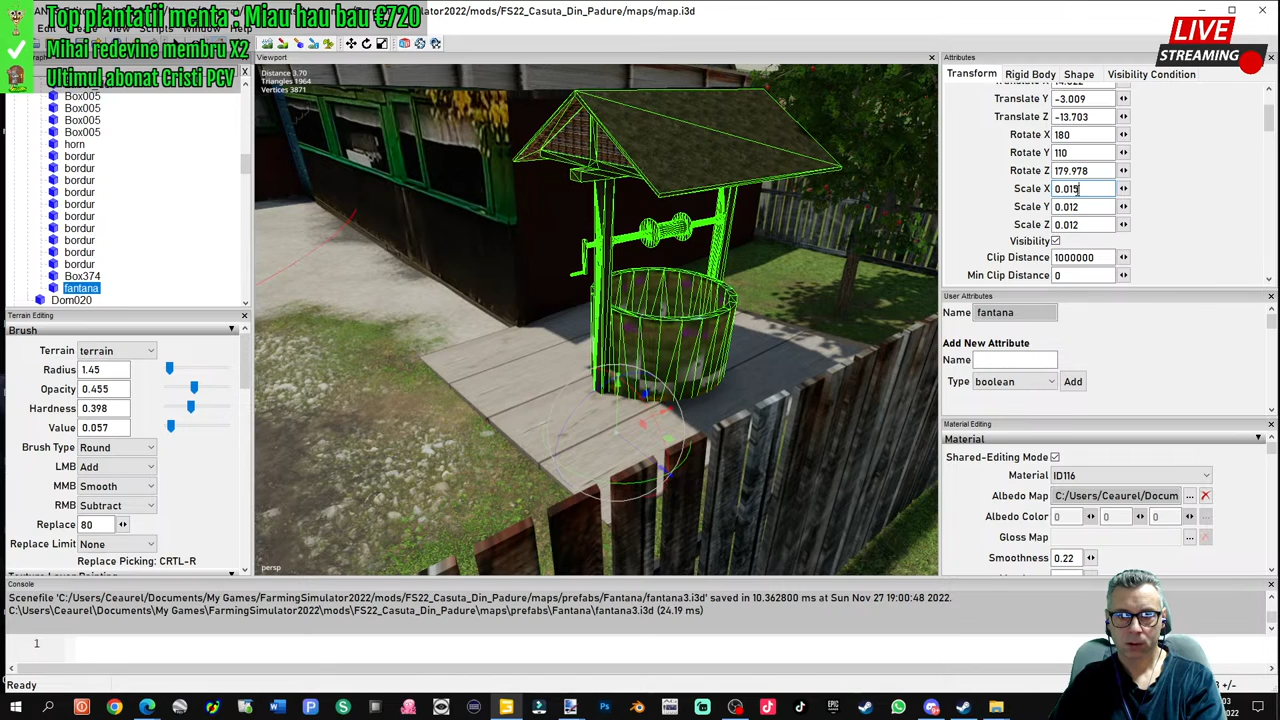 Top plantatii menta : Miau hau bau €720
Mihai redevine membru X2
Ultimul abonat Cristi PCV
Simulator2022/mods/FS22_Casuta_Din_Padure/maps/map.i3d
LIVE
STREAMING
Viewport
Distance 3.70
Triangles 1964
Vertices 3871
persp
Box005
Box005
Box005
Box005
horn
bordur
bordur
bordur
bordur
bordur
bordur
bordur
bordur
bordur
Box374
fantana
Dom020
Terrain Editing
Brush
Terrain terrain
Radius 1.45
Opacity 0.455
Hardness 0.398
Value 0.057
Brush Type Round
LMB Add
MMB Smooth
RMB Subtract
Replace 80
Replace Limit None
Replace Picking: CRTL-R
Attributes
Transform Rigid Body Shape Visibility Condition
Translate Y -3.009
Translate Z -13.703
Rotate X 180
Rotate Y 110
Rotate Z 179.978
Scale X 0.015
Scale Y 0.012
Scale Z 0.012
Visibility
Clip Distance 1000000
Min Clip Distance 0
User Attributes
Name fantana
Add New Attribute
Name
Type boolean Add
Material Editing
Material
Shared-Editing Mode
Material ID116
Albedo Map C:/Users/Ceaurel/Docum ...
Albedo Color 0 0 0 ...
Gloss Map ...
Smoothness 0.22
Console
Scenefile 'C:/Users/Ceaurel/Documents/My Games/FarmingSimulator2022/mods/FS22_Casuta_Din_Padure/maps/prefabs/Fantana/fantana3.i3d' saved in 10.362800 ms at Sun Nov 27 19:00:48 2022.
C:\Users\Ceaurel\Documents\My Games\FarmingSimulator2022\mods\FS22_Casuta_Din_Padure\maps\prefabs\Fantana\fantana3.i3d (24.19 ms)
1
Ready